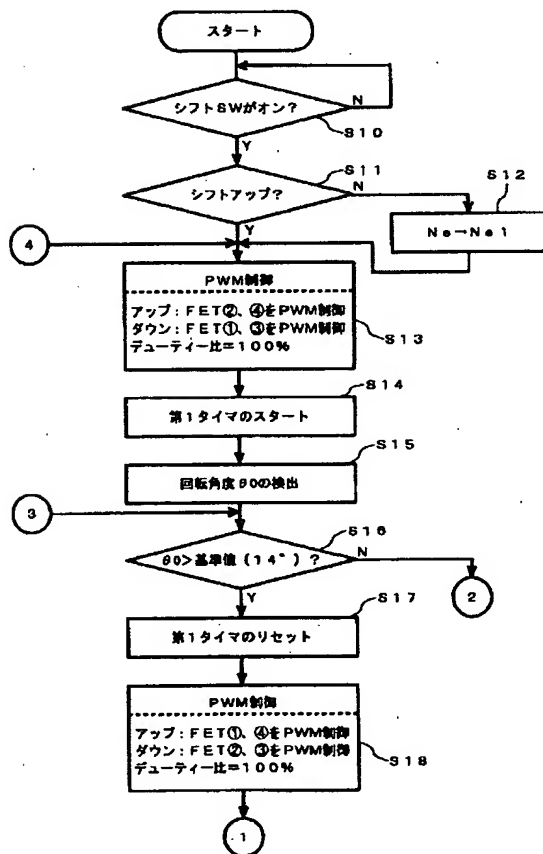 スタート
シフトSWがオン?
N
S10
Y
シフトアップ?
N
S11
S12
Y
Ne→Ne1
4
PWM制御
アップ:FET②、④をPWM制御
ダウン:FET①、③をPWM制御
デューティー比=100%
S13
S14
第1タイマのスタート
S15
回転角度θ0の検出
3
S16
θ0>基準値(14°)?
N
2
Y
S17
第1タイマのリセット
PWM制御
アップ:FET①、④をPWM制御
ダウン:FET②、③をPWM制御
デューティー比=100%
S18
1